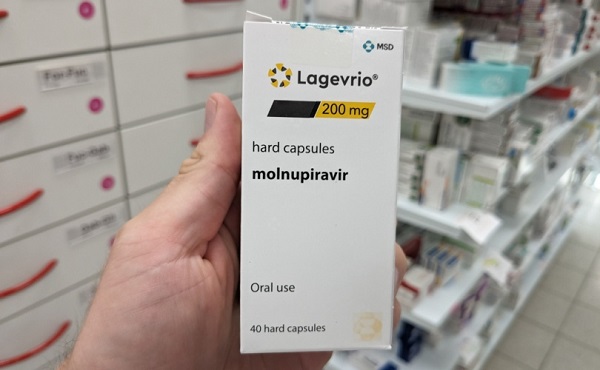 MSD
Lagevrio®
200 mg
hard capsules
molnupiravir
Oral use
40 hard capsules